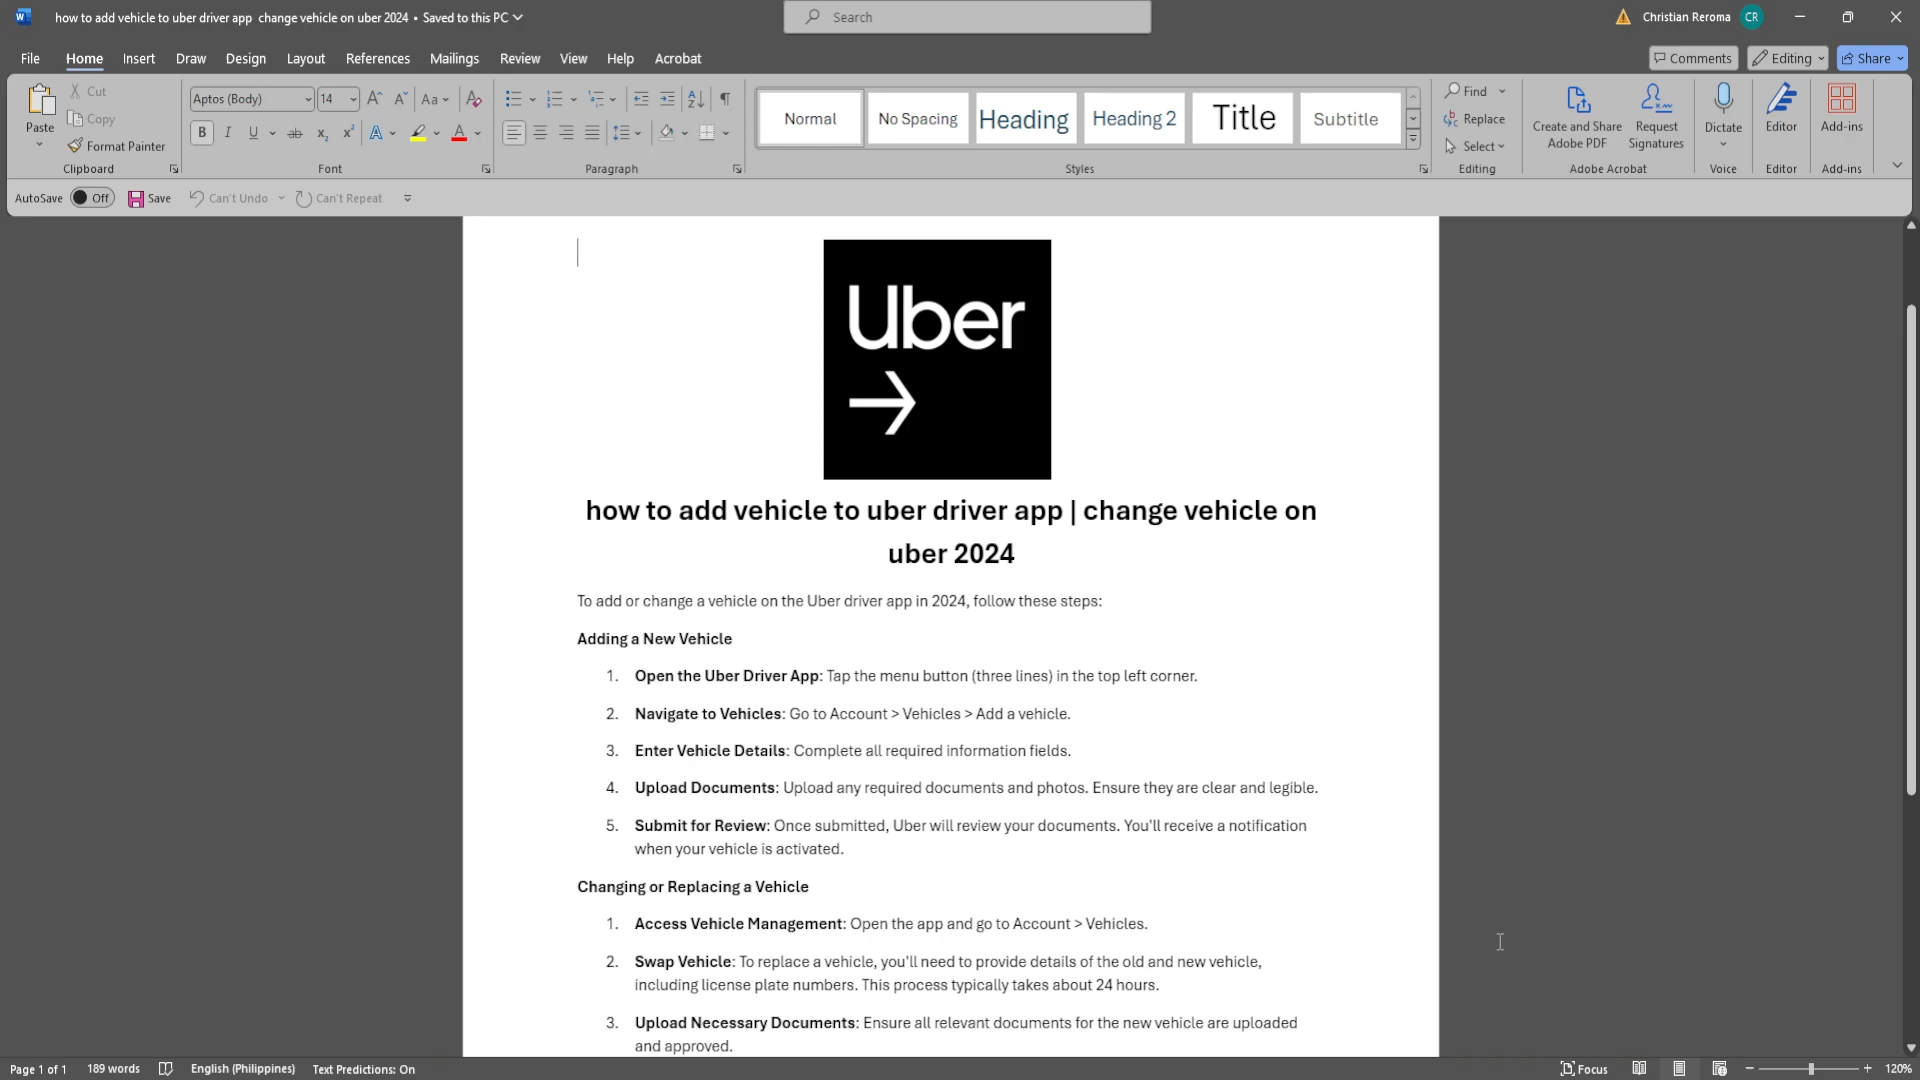 how to add vehicle to uber driver app  change vehicle on uber 2024 • Saved to this PC
Search
Christian Reroma
CR
File
Home
Insert
Draw
Design
Layout
References
Mailings
Review
View
Help
Acrobat
Comments
Editing
Share
Paste
Cut
Copy
Format Painter
Clipboard
Aptos (Body)
14
Font
Paragraph
Normal
No Spacing
Heading
Heading 2
Title
Subtitle
Styles
Find
Replace
Select
Editing
Create and Share
Adobe PDF
Request
Signatures
Adobe Acrobat
Dictate
Voice
Editor
Editor
Add-ins
Add-ins
AutoSave
Off
Save
Can't Undo
Can't Repeat
Uber
how to add vehicle to uber driver app | change vehicle on
uber 2024
To add or change a vehicle on the Uber driver app in 2024, follow these steps:
Adding a New Vehicle
1. Open the Uber Driver App: Tap the menu button (three lines) in the top left corner.
2. Navigate to Vehicles: Go to Account > Vehicles > Add a vehicle.
3. Enter Vehicle Details: Complete all required information fields.
4. Upload Documents: Upload any required documents and photos. Ensure they are clear and legible.
5. Submit for Review: Once submitted, Uber will review your documents. You'll receive a notification
when your vehicle is activated.
Changing or Replacing a Vehicle
1. Access Vehicle Management: Open the app and go to Account > Vehicles.
2. Swap Vehicle: To replace a vehicle, you'll need to provide details of the old and new vehicle,
including license plate numbers. This process typically takes about 24 hours.
3. Upload Necessary Documents: Ensure all relevant documents for the new vehicle are uploaded
and approved.
Page 1 of 1
189 words
English (Philippines)
Text Predictions: On
Focus
120%